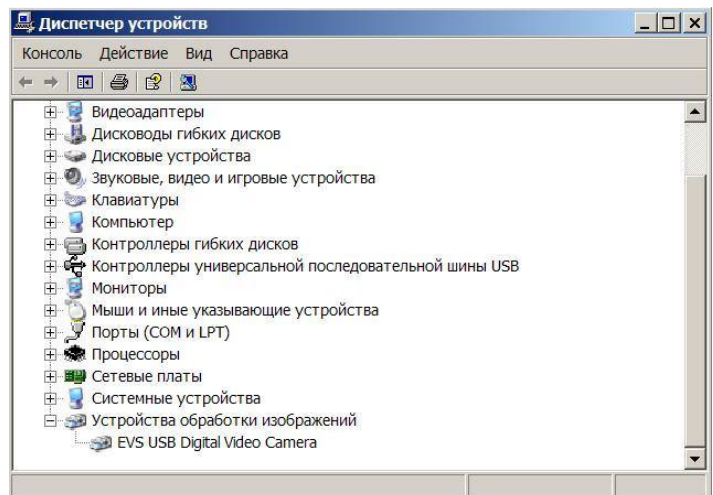 Диспетчер устройств
Консоль Действие Вид Справка
Видеоадаптеры
Дисководы гибких дисков
Дисковые устройства
Звуковые, видео и игровые устройства
Клавиатуры
Компьютер
Контроллеры гибких дисков
Контроллеры универсальной последовательной шины USB
Мониторы
Мыши и иные указывающие устройства
Порты (COM и LPT)
Процессоры
Сетевые платы
Системные устройства
Устройства обработки изображений
EVS USB Digital Video Camera